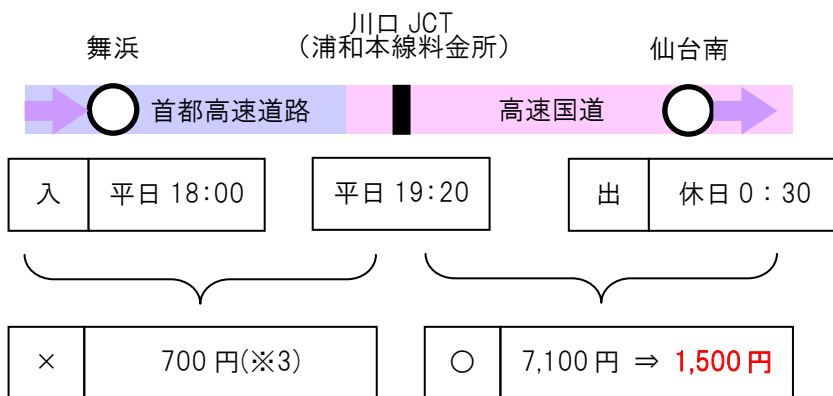 川口 JCT
（浦和本線料金所）
舞浜
仙台南
首都高速道路
高速国道
入
平日 18：00
平日 19：20
出
休日 0：30
×
700 円(※3)
○
7,100 円 ⇒ 1,500 円